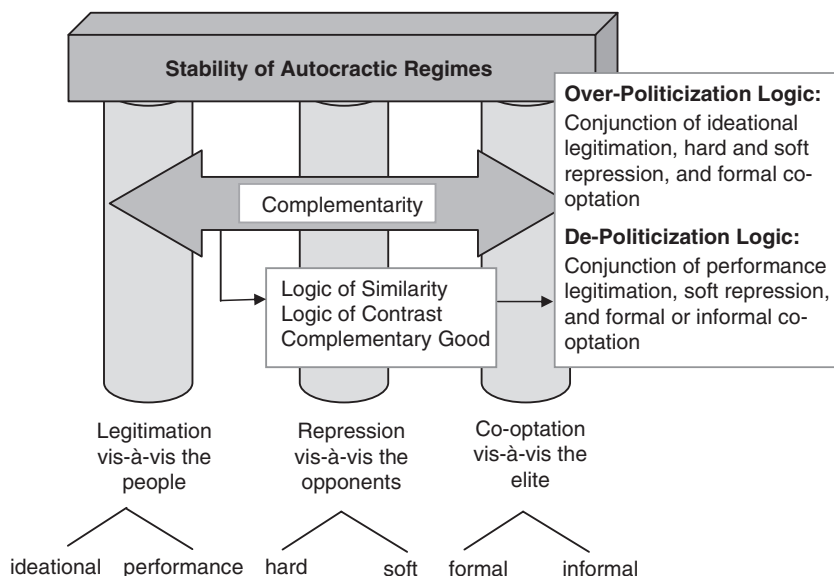 Stability of Autocractic Regimes
Over-Politicization Logic:
Conjunction of ideational
legitimation, hard and soft
repression, and formal co-
optation
De-Politicization Logic:
Conjunction of performance
legitimation, soft repression,
and formal or informal co-
optation
Complementarity
Logic of Similarity
Logic of Contrast
Complementary Good
Legitimation
vis-à-vis the
people
Repression
vis-à-vis the
opponents
Co-optation
vis-à-vis the
elite
ideational performance hard soft formal informal